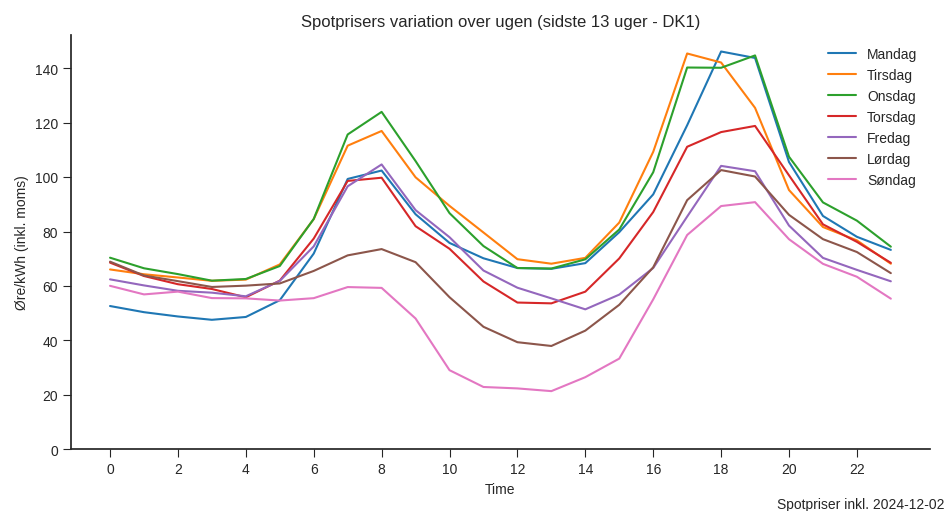 Spotprisers variation over ugen (sidste 13 uger - DK1)
Mandag
Tirsdag
Onsdag
Torsdag
Fredag
Lørdag
Søndag
Øre/kWh (inkl. moms)
140
120
100
80
60
40
20
0
0 2 4 6 8 10 12 14 16 18 20 22
Time
Spotpriser inkl. 2024-12-02